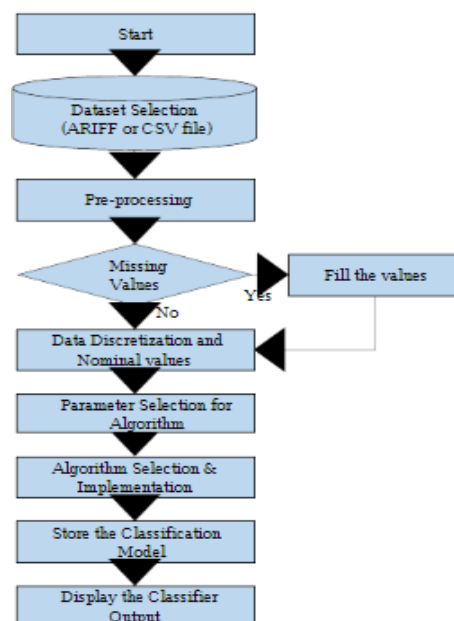 Start
Dataset Selection
(ARIFF or CSV file)
Pre-processing
Missing
Values
Fill the values
Yes
No
Data Discretization and
Nominal values
Parameter Selection for
Algorithm
Algorithm Selection &
Implementation
Store the Classification
Model
Display the Classifier
Output